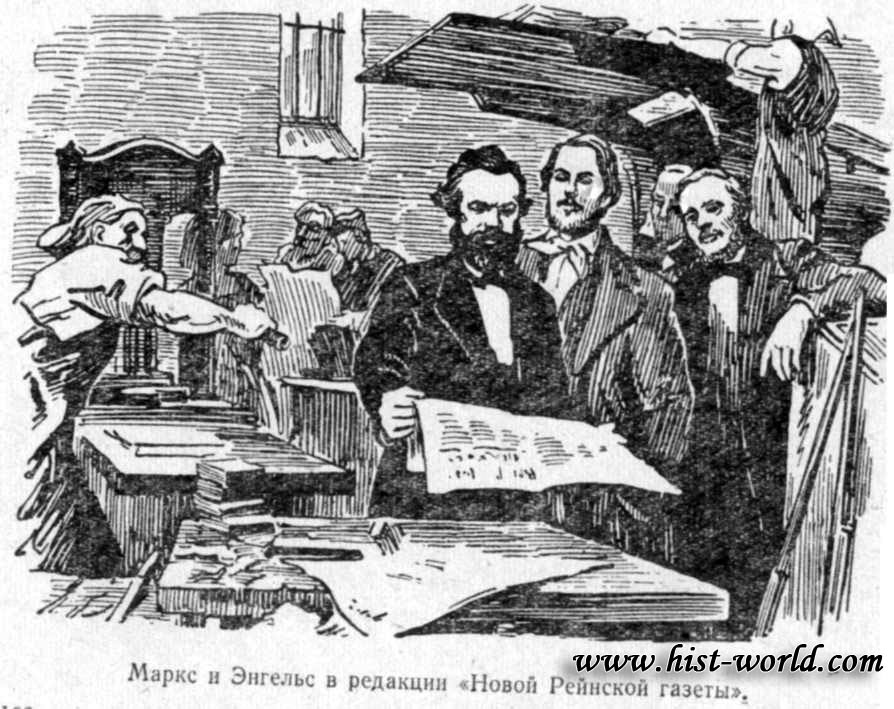 www.hist-world.com
Маркс и Энгельс в редакции «Новой Рейнской газеты».